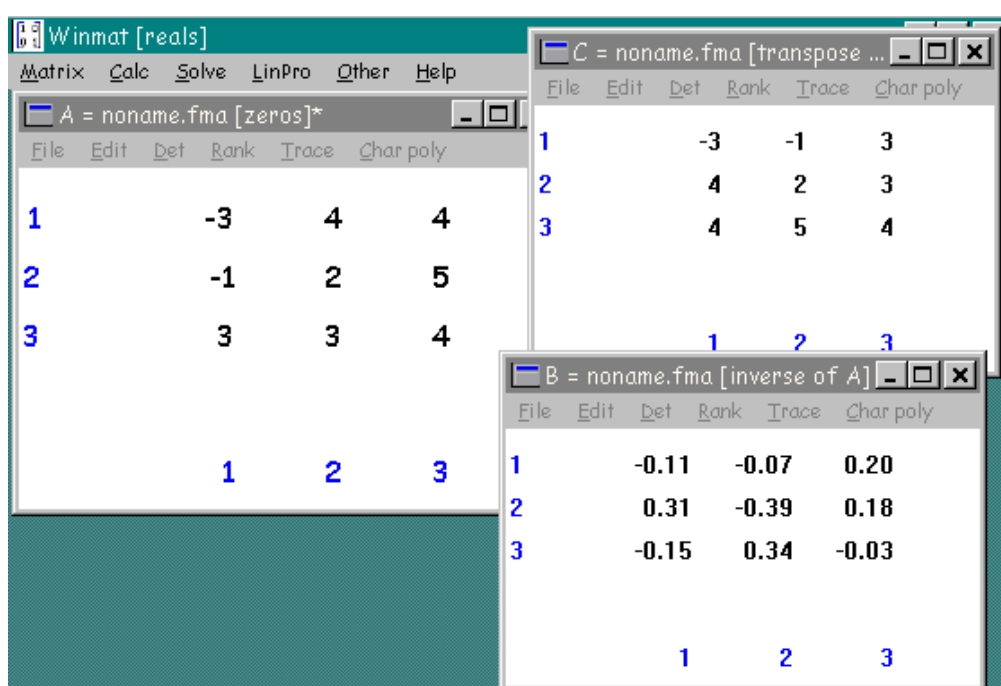 Winmat [reals]
Matrix Calc Solve LinPro Other Help
A = noname.fma [zeros]*
File Edit Det Rank Trace Char poly
1 -3 4 4
2 -1 2 5
3 3 3 4
1 2 3
C = noname.fma [transpose ...
File Edit Det Rank Trace Char poly
1 -3 -1 3
2 4 2 3
3 4 5 4
1 2 3
B = noname.fma [inverse of A]
File Edit Det Rank Trace Char poly
1 -0.11 -0.07 0.20
2 0.31 -0.39 0.18
3 -0.15 0.34 -0.03
1 2 3